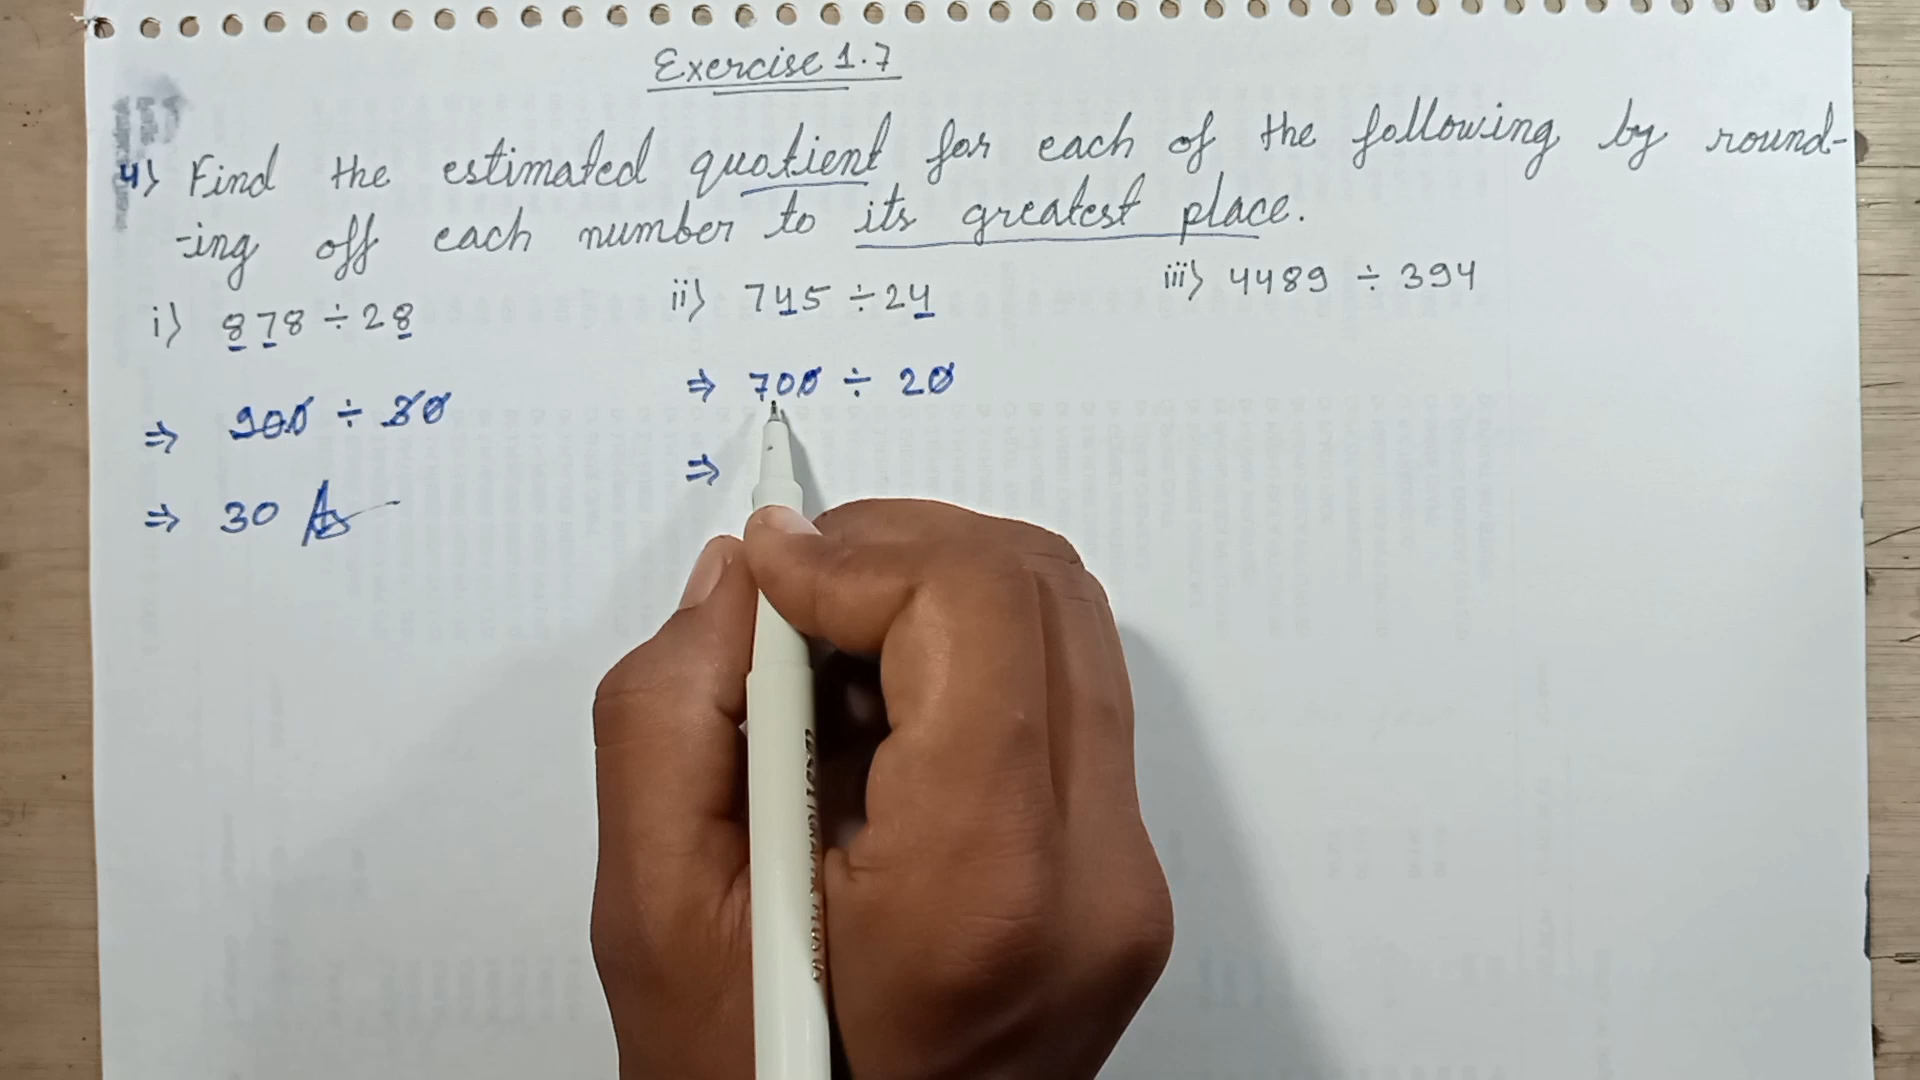 Exercise 1.7
4) Find the estimated quotient for each of the following by round-
-ing off each number to its greatest place.
i) 878 ÷ 28 ii) 745 ÷ 24 iii) 4489 ÷ 394
⇒ 900 ÷ 30 ⇒ 700 ÷ 20
⇒ 30 ⇒